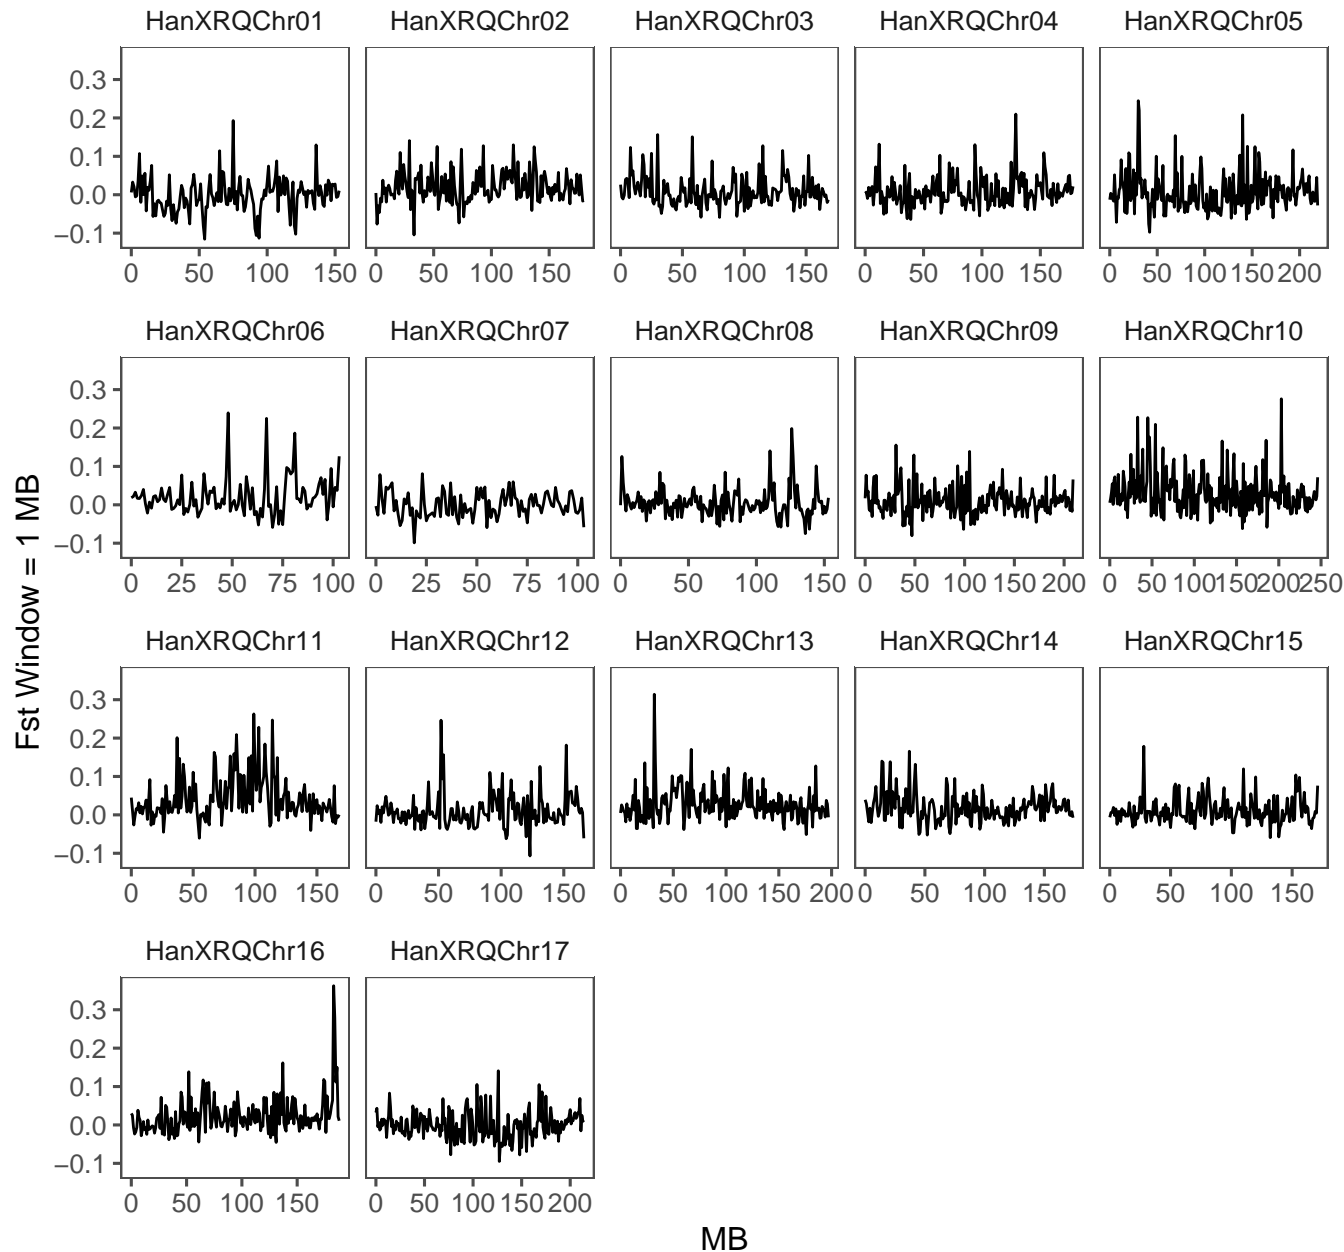 HanXRQChr01 HanXRQChr02 HanXRQChr03 HanXRQChr04 HanXRQChr05
0.3
0.2
0.1
0.0
−0.1
0 50 100 150 0 50 100 150 0 50 100 150 0 50 100 150 0 50 100 150 200
HanXRQChr06 HanXRQChr07 HanXRQChr08 HanXRQChr09 HanXRQChr10
0.3
0.2
0.1
0.0
−0.1
0 25 50 75 100 0 25 50 75 100 0 50 100 150 0 50 100 150 200 0 50 100 150 200 250
HanXRQChr11 HanXRQChr12 HanXRQChr13 HanXRQChr14 HanXRQChr15
0.3
0.2
0.1
0.0
−0.1
0 50 100 150 0 50 100 150 0 50 100 150 200 0 50 100 150 0 50 100 150
HanXRQChr16 HanXRQChr17
0.3
0.2
0.1
0.0
−0.1
0 50 100 150 0 50 100 150 200
MB
Fst Window = 1 MB